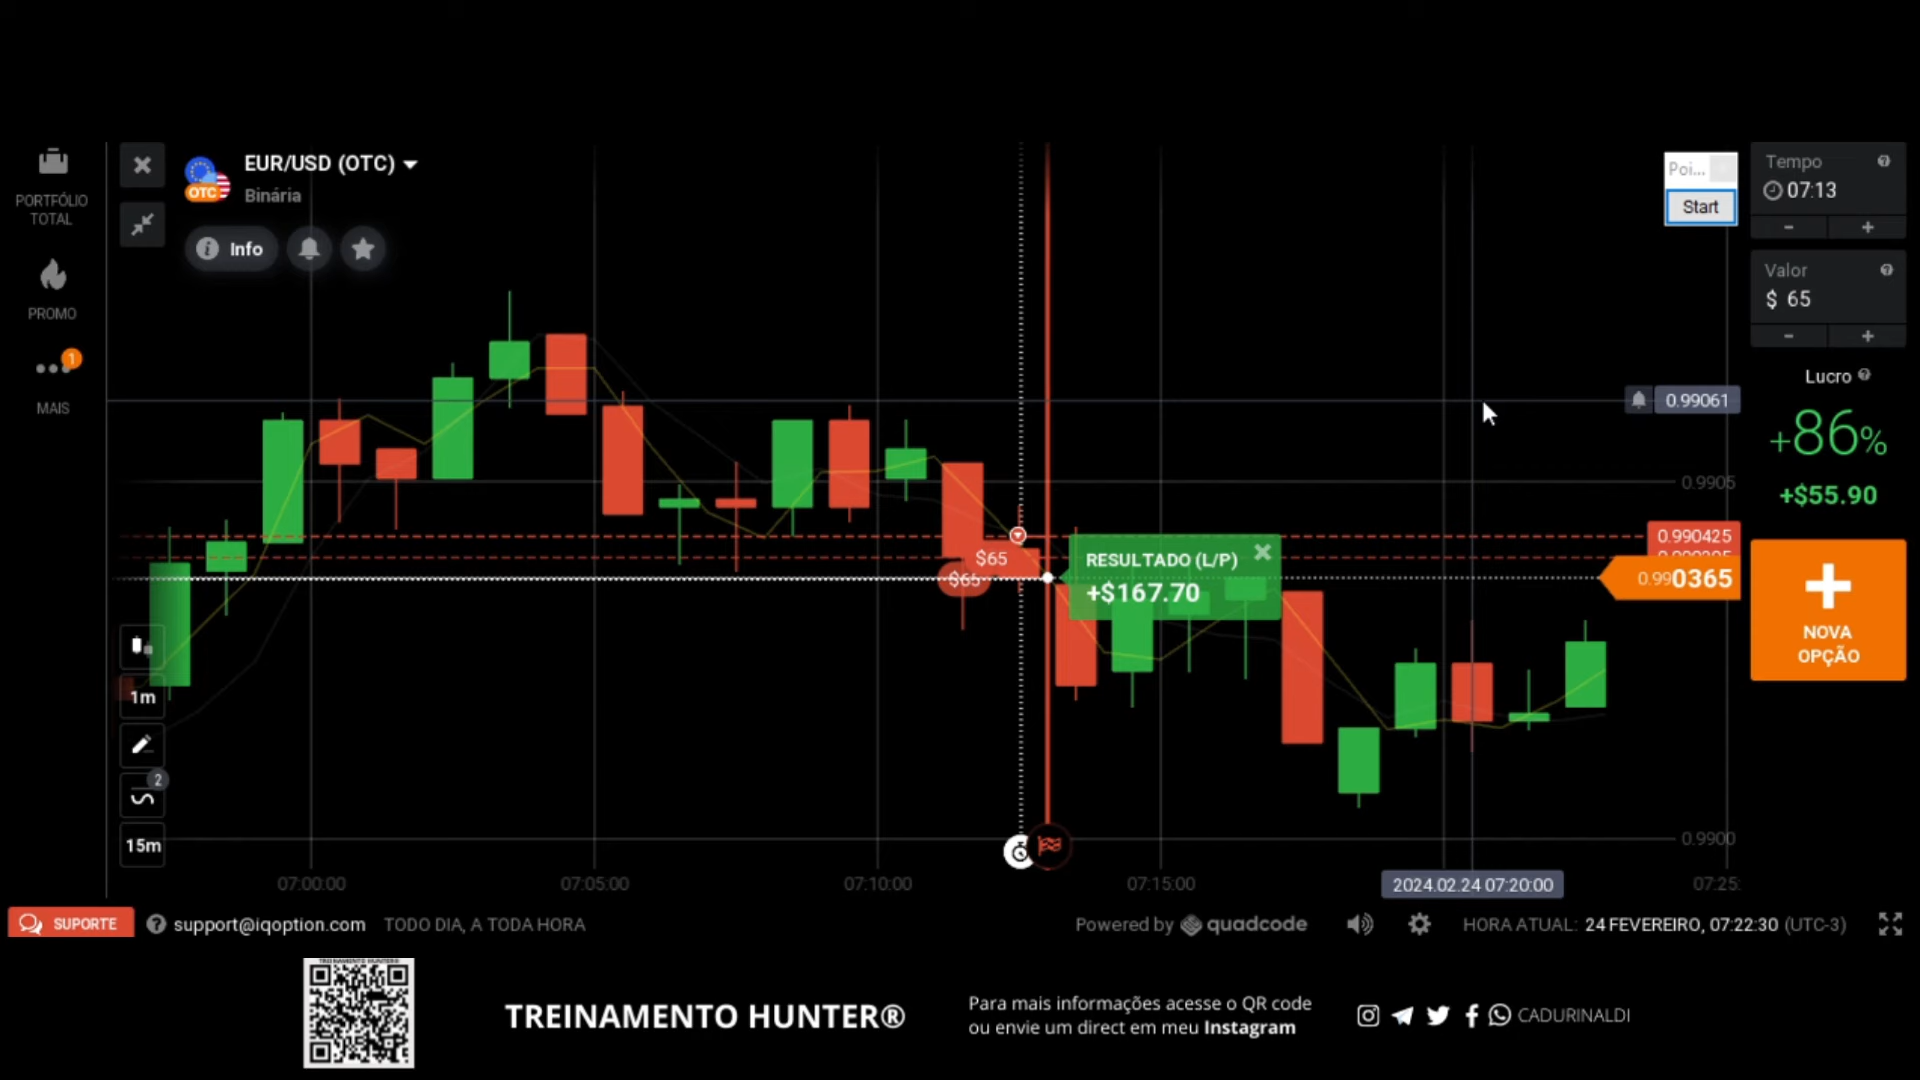 PORTFÓLIO
TOTAL
PROMO
1
MAIS
EUR/USD (OTC)
OTC
Binária
Info
Poi...
Start
Tempo
07:13
-
+
Valor
$ 65
-
+
Lucro
+86%
+$55.90
0.99061
0.9905
0.990425
0.990365
0.9900
NOVA
OPÇÃO
$65
$65
RESULTADO (L/P)
+$167.70
1m
2
15m
07:00:00
07:05:00
07:10:00
07:15:00
2024.02.24 07:20:00
07:25:
SUPORTE
support@iqoption.com
TODO DIA, A TODA HORA
Powered by quadcode
HORA ATUAL: 24 FEVEREIRO, 07:22:30 (UTC-3)
TREINAMENTO HUNTER®
TREINAMENTO HUNTER®
Para mais informações acesse o QR code
ou envie um direct em meu Instagram
CADURINALDI